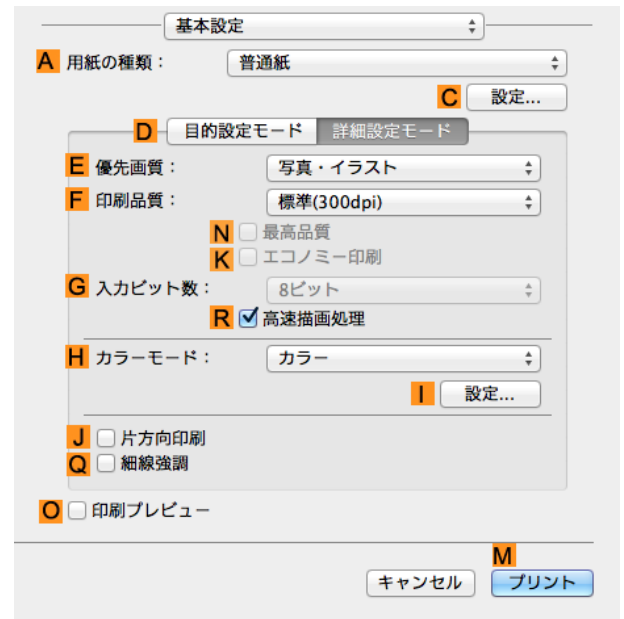 基本設定
A 用紙の種類： 普通紙
C 設定...
D 目的設定モード 詳細設定モード
E 優先画質： 写真・イラスト
F 印刷品質： 標準(300dpi)
N 最高品質
K エコノミー印刷
G 入力ビット数： 8ビット
R 高速描画処理
H カラーモード： カラー
I 設定...
J 片方向印刷
Q 細線強調
O 印刷プレビュー
M
キャンセル プリント